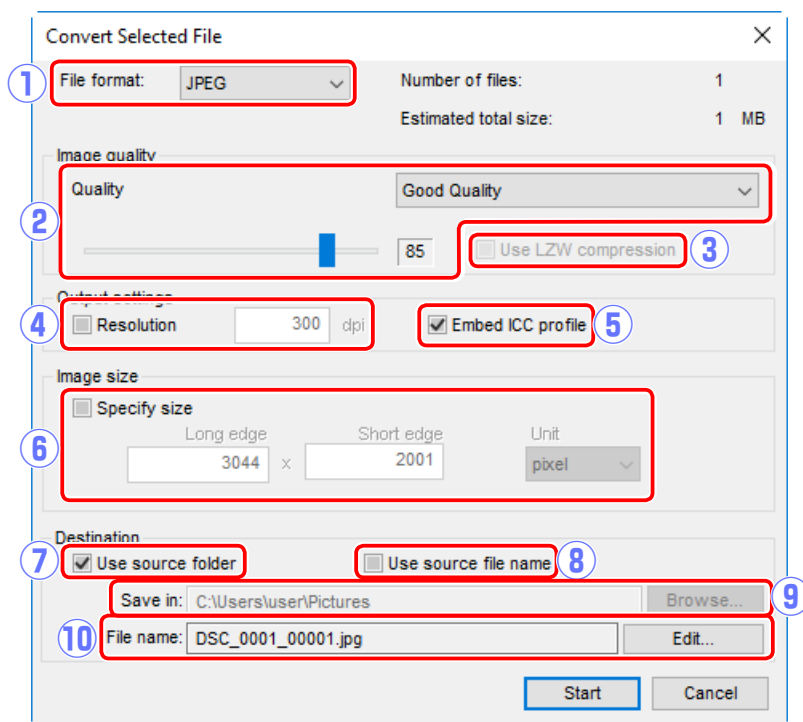 Convert Selected File
① File format: JPEG Number of files: 1
Estimated total size: 1 MB
Image quality
② Quality Good Quality
85 Use LZW compression ③
Output settings
④ Resolution 300 dpi Embed ICC profile ⑤
Image size
Specify size
Long edge Short edge Unit
⑥ 3044 x 2001 pixel
Destination
⑦ Use source folder Use source file name ⑧
Save in: C:\Users\user\Pictures Browse... ⑨
⑩ File name: DSC_0001_00001.jpg Edit...
Start Cancel